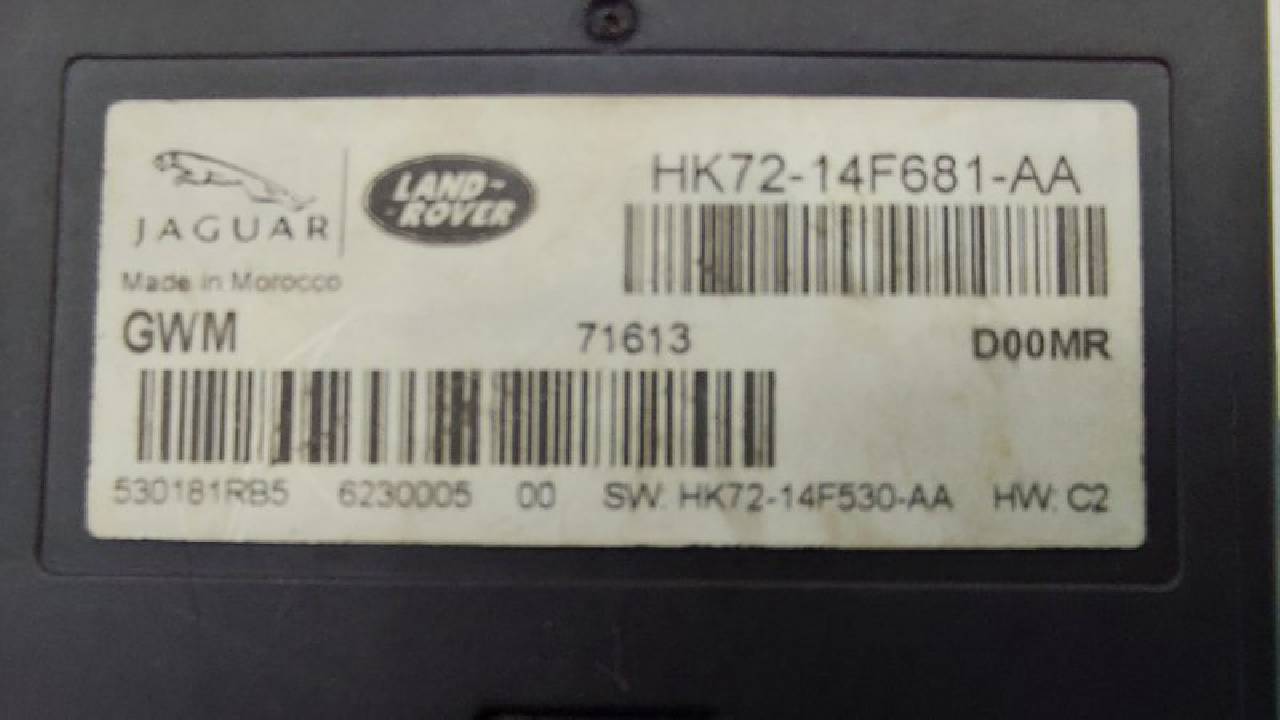 JAGUAR
LAND-
ROVER
HK72-14F681-AA
Made in Morocco
GWM 71613 D00MR
530181RB5 6230005 00 SW: HK72-14F530-AA HW: C2